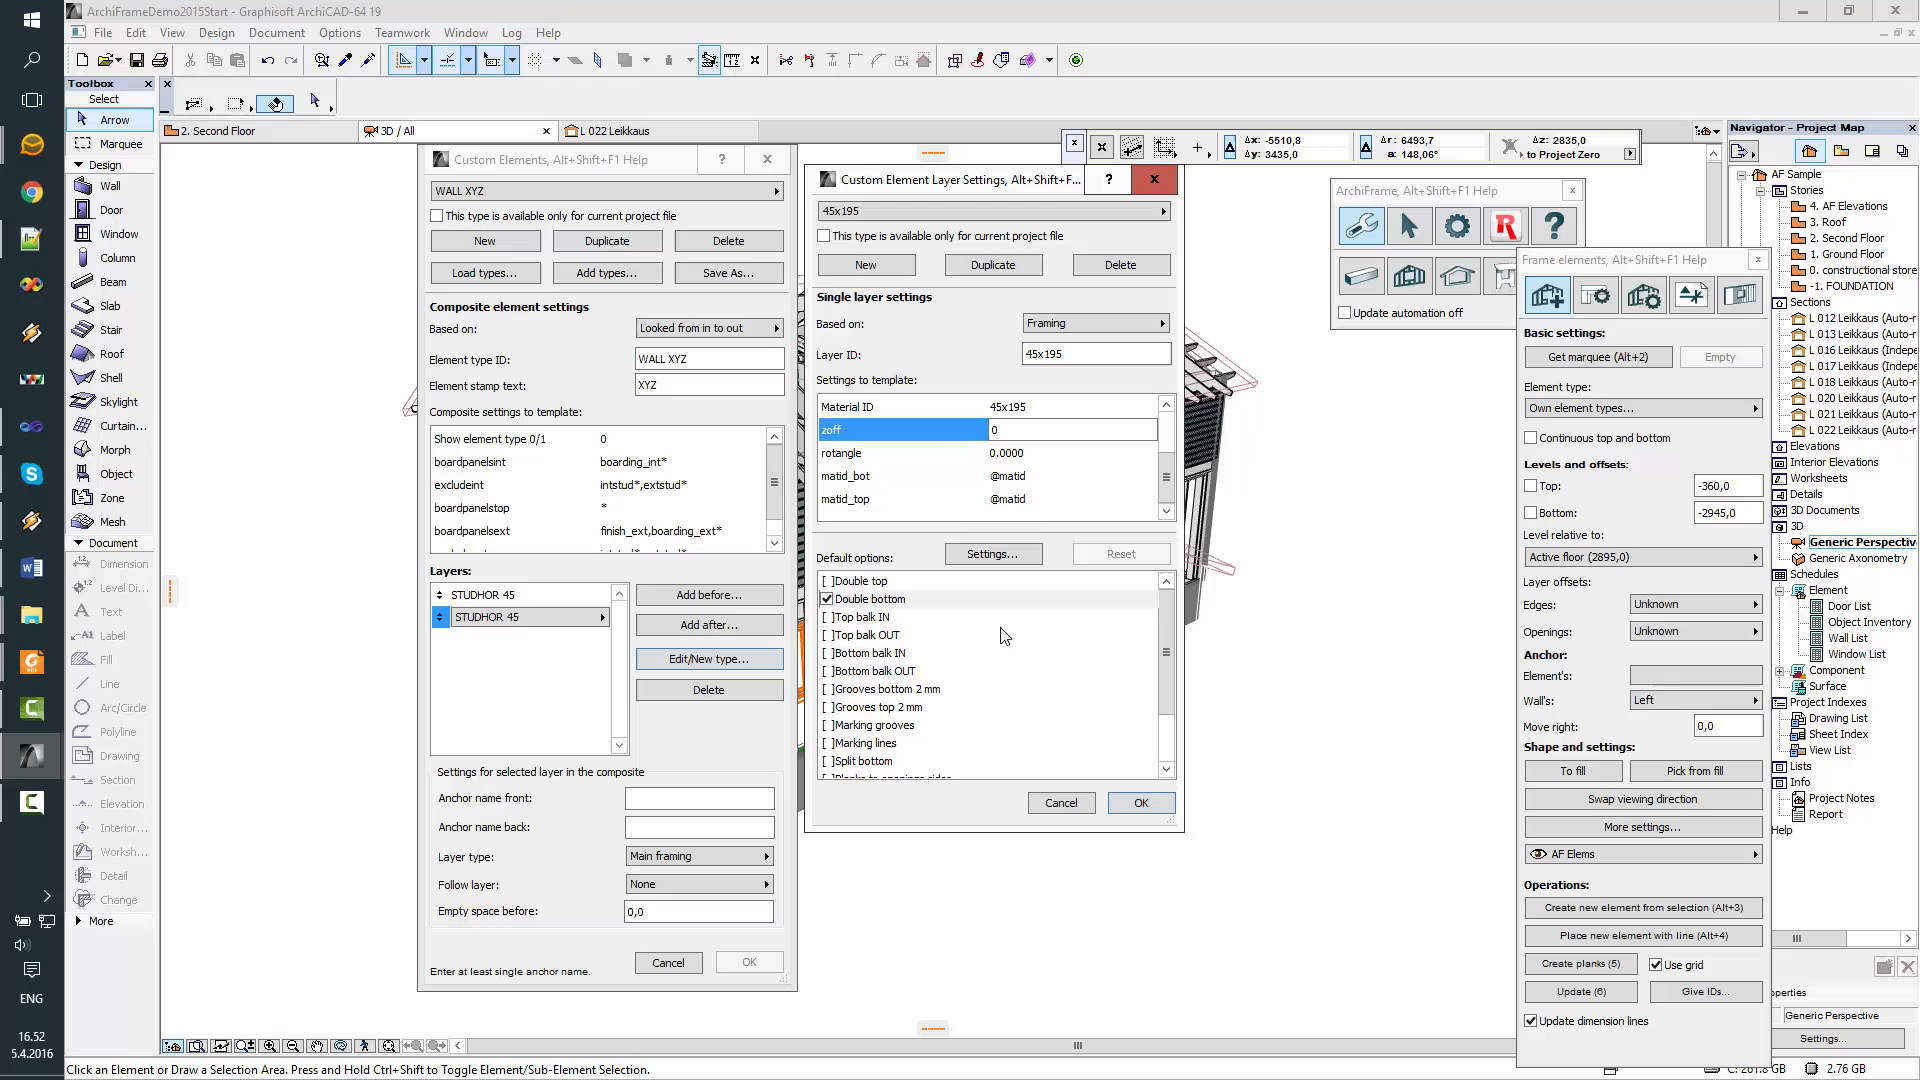 ArchiFrameDemo2015Start - Graphisoft ArchiCAD-64 19
File Edit View Design Document Options Teamwork Window Log Help
Toolbox
Select
Arrow
Marquee
Design
Wall
Door
Window
Column
Beam
Slab
Stair
Roof
Shell
Skylight
Curtain...
Morph
Object
Zone
Mesh
Document
Dimension
Level Di...
Text
Label
Fill
Line
Arc/Circle
Polyline
Drawing
Section
Elevation
Interior...
Worksh...
Detail
Change
More
ENG
16.52
5.4.2016
2. Second Floor
3D / All
L 022 Leikkaus
Δx: -5510,8
Δy: 3435,0
Δr: 6493,7
a: 148,06°
Δz: 2835,0
to Project Zero
Custom Elements, Alt+Shift+F1 Help
WALL XYZ
This type is available only for current project file
New Duplicate Delete
Load types... Add types... Save As...
Composite element settings
Based on: Looked from in to out
Element type ID: WALL XYZ
Element stamp text: XYZ
Composite settings to template:
Show element type 0/1 0
boardpanelsint boarding_int*
excludeint intstud*,extstud*
boardpanelstop *
boardpanelsext finish_ext,boarding_ext*
Layers:
STUDHOR 45
STUDHOR 45
Add before...
Add after...
Edit/New type...
Delete
Settings for selected layer in the composite
Anchor name front:
Anchor name back:
Layer type: Main framing
Follow layer: None
Empty space before: 0,0
Enter at least single anchor name.
Cancel OK
Custom Element Layer Settings, Alt+Shift+F...
45x195
This type is available only for current project file
New Duplicate Delete
Single layer settings
Based on: Framing
Layer ID: 45x195
Settings to template:
Material ID 45x195
zoff 0
rotangle 0.0000
matid_bot @matid
matid_top @matid
Default options: Settings... Reset
[ ]Double top
Double bottom
[ ]Top balk IN
[ ]Top balk OUT
[ ]Bottom balk IN
[ ]Bottom balk OUT
[ ]Grooves bottom 2 mm
[ ]Grooves top 2 mm
[ ]Marking grooves
[ ]Marking lines
[ ]Split bottom
Cancel OK
ArchiFrame, Alt+Shift+F1 Help
Update automation off
Frame elements, Alt+Shift+F1 Help
Basic settings:
Get marquee (Alt+2) Empty
Element type:
Own element types...
Continuous top and bottom
Levels and offsets:
Top: -360,0
Bottom: -2945,0
Level relative to:
Active floor (2895,0)
Layer offsets:
Edges: Unknown
Openings: Unknown
Anchor:
Element's:
Wall's: Left
Move right: 0,0
Shape and settings:
To fill Pick from fill
Swap viewing direction
More settings...
AF Elems
Operations:
Create new element from selection (Alt+3)
Place new element with line (Alt+4)
Create planks (5) Use grid
Update (6) Give IDs...
Update dimension lines
Navigator - Project Map
AF Sample
Stories
4. AF Elevations
3. Roof
2. Second Floor
1. Ground Floor
0. constructional store
-1. FOUNDATION
Sections
L 012 Leikkaus (Auto-r
L 013 Leikkaus (Auto-r
L 016 Leikkaus (Indepe
L 017 Leikkaus (Indepe
L 018 Leikkaus (Auto-r
L 020 Leikkaus (Auto-r
L 021 Leikkaus (Auto-r
L 022 Leikkaus (Auto-r
Elevations
Interior Elevations
Worksheets
Details
3D Documents
3D
Generic Perspectiv
Generic Axonometry
Schedules
Element
Door List
Object Inventory
Wall List
Window List
Component
Surface
Project Indexes
Drawing List
Sheet Index
View List
Lists
Info
Project Notes
Report
Help
operties
Generic Perspective
Settings...
Click an Element or Draw a Selection Area. Press and Hold Ctrl+Shift to Toggle Element/Sub-Element Selection.
C: 261.8 GB 2.76 GB